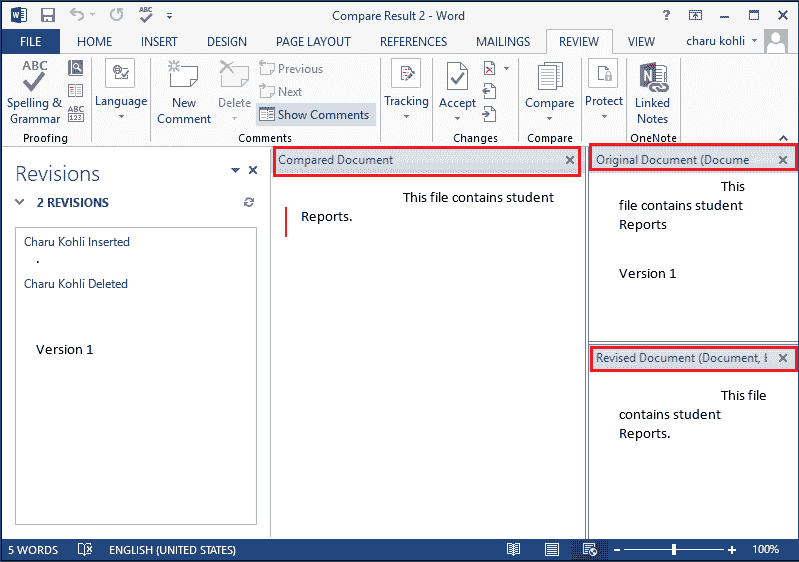 Compare Result 2 - Word
FILE HOME INSERT DESIGN PAGE LAYOUT REFERENCES MAILINGS REVIEW VIEW charu kohli
ABC
Spelling &
Grammar
ABC
123
Proofing
Language
New
Comment
Delete
Previous
Next
Show Comments
Comments
Tracking
Accept
Changes
Compare
Compare
Protect
Linked
Notes
OneNote
Revisions
2 REVISIONS
Charu Kohli Inserted
.
Charu Kohli Deleted
Version 1
Compared Document
This file contains student
Reports.
Original Document (Docume
This
file contains student
Reports
Version 1
Revised Document (Document,
This file
contains student
Reports.
5 WORDS ENGLISH (UNITED STATES) 100%